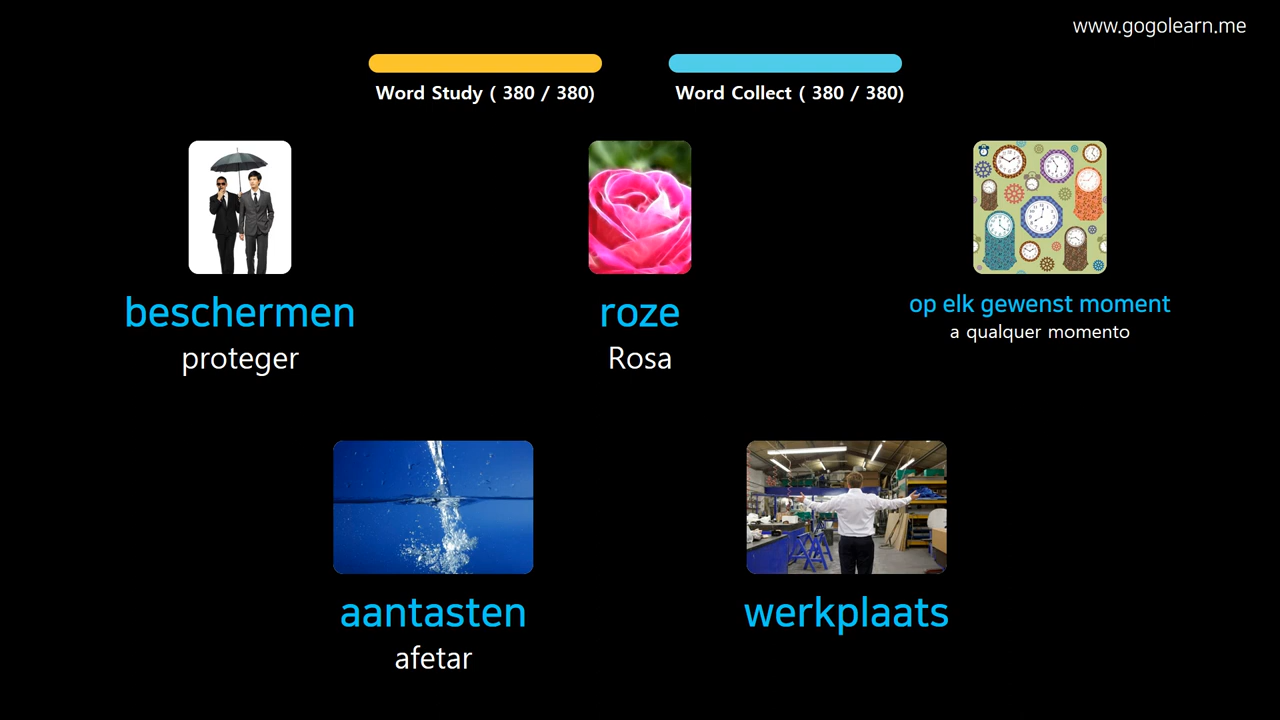 www.gogolearn.me
Word Study ( 380 / 380)
Word Collect ( 380 / 380)
beschermen
proteger
roze
Rosa
op elk gewenst moment
a qualquer momento
aantasten
afetar
werkplaats